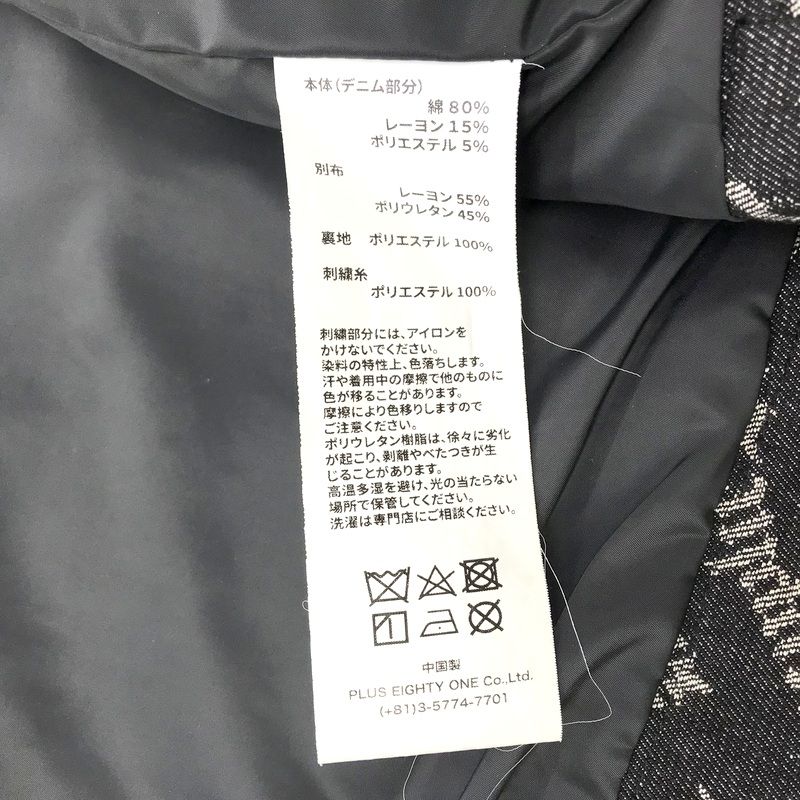 本体(デニム部分)
綿 80%
レーヨン 15%
ポリエステル 5%
別布
レーヨン 55%
ポリウレタン 45%
裏地 ポリエステル 100%
刺繍糸
ポリエステル 100%
刺繍部分には、アイロンを
かけないでください。
染料の特性上、色落ちします。
汗や着用中の摩擦で他のものに
色が移ることがあります。
摩擦により色移りしますので
ご注意ください。
ポリウレタン樹脂は、徐々に劣化
が起こり、剥離やべたつきが生
じることがあります。
高温多湿を避け、光の当たらない
場所で保管してください。
洗濯は専門店にご相談ください。
中国製
PLUS EIGHTY ONE Co.,Ltd.
(+81)3-5774-7701